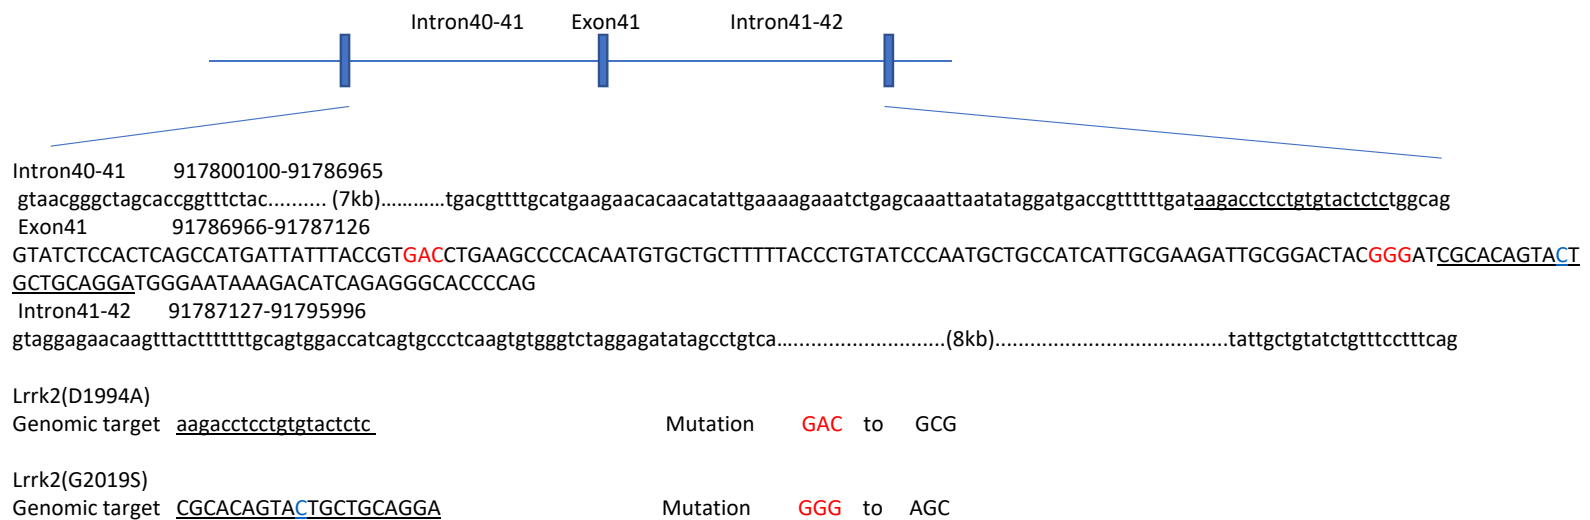 Intron40-41 Exon41 Intron41-42
Intron40-41 917800100-91786965
gtaacgggctagcaccggtttctac.......... (7kb)…………tgacgttttgcatgaagaacacaacatattgaaaagaaatctgagcaaattaatataggatgaccgttttttgataagacctcctgtgtactctctggcag
Exon41 91786966-91787126
GTATCTCCACTCAGCCATGATTATTTACCGTGACCTGAAGCCCCACAATGTGCTGCTTTTTACCCTGTATCCCAATGCTGCCATCATTGCGAAGATTGCGGACTACGGGATCGCACAGTACT
GCTGCAGGATGGGAATAAAGACATCAGAGGGCACCCCAG
Intron41-42 91787127-91795996
gtaggagaacaagtttactttttttgcagtggaccatcagtgccctcaagtgtgggtctaggagatatagcctgtca…..........................(8kb)......................................tattgctgtatctgtttcctttcag
Lrrk2(D1994A)
Genomic target aagacctcctgtgtactctc Mutation GAC to GCG
Lrrk2(G2019S)
Genomic target CGCACAGTACTGCTGCAGGA Mutation GGG to AGC